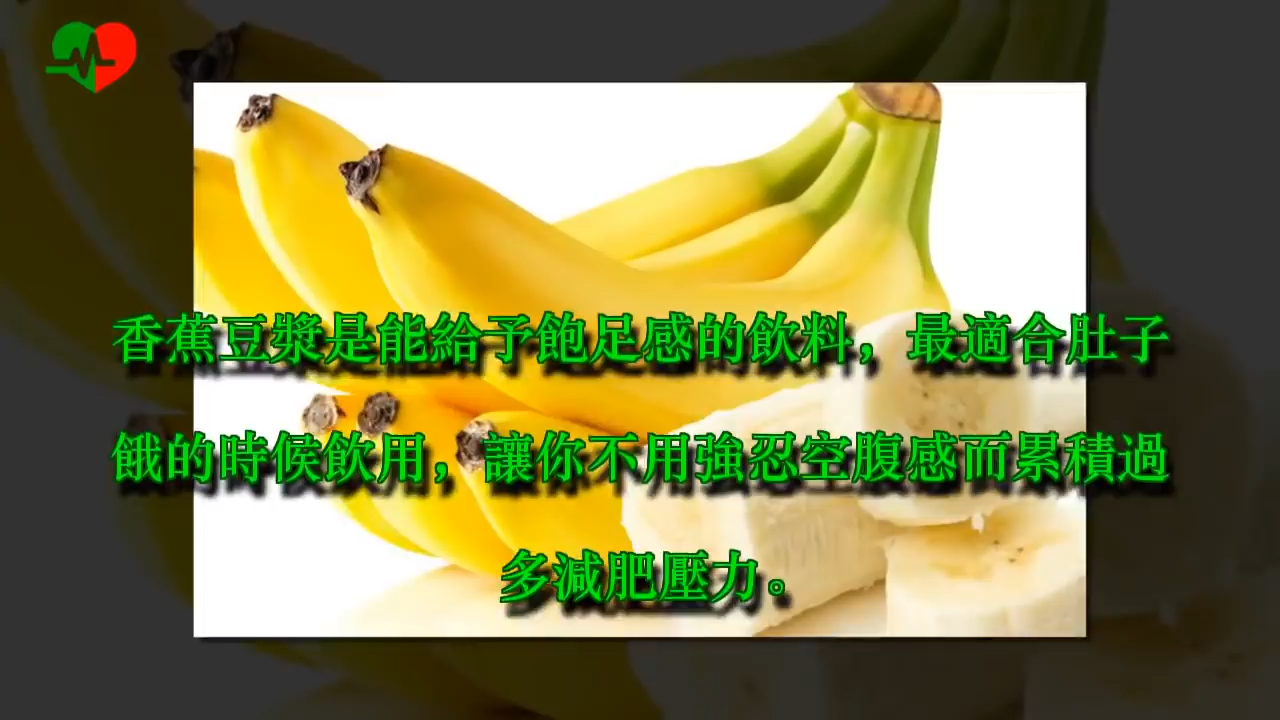 香蕉豆漿是能給予飽足感的飲料，最適合肚子
餓的時候飲用，讓你不用強忍空腹感而累積過
多減肥壓力。